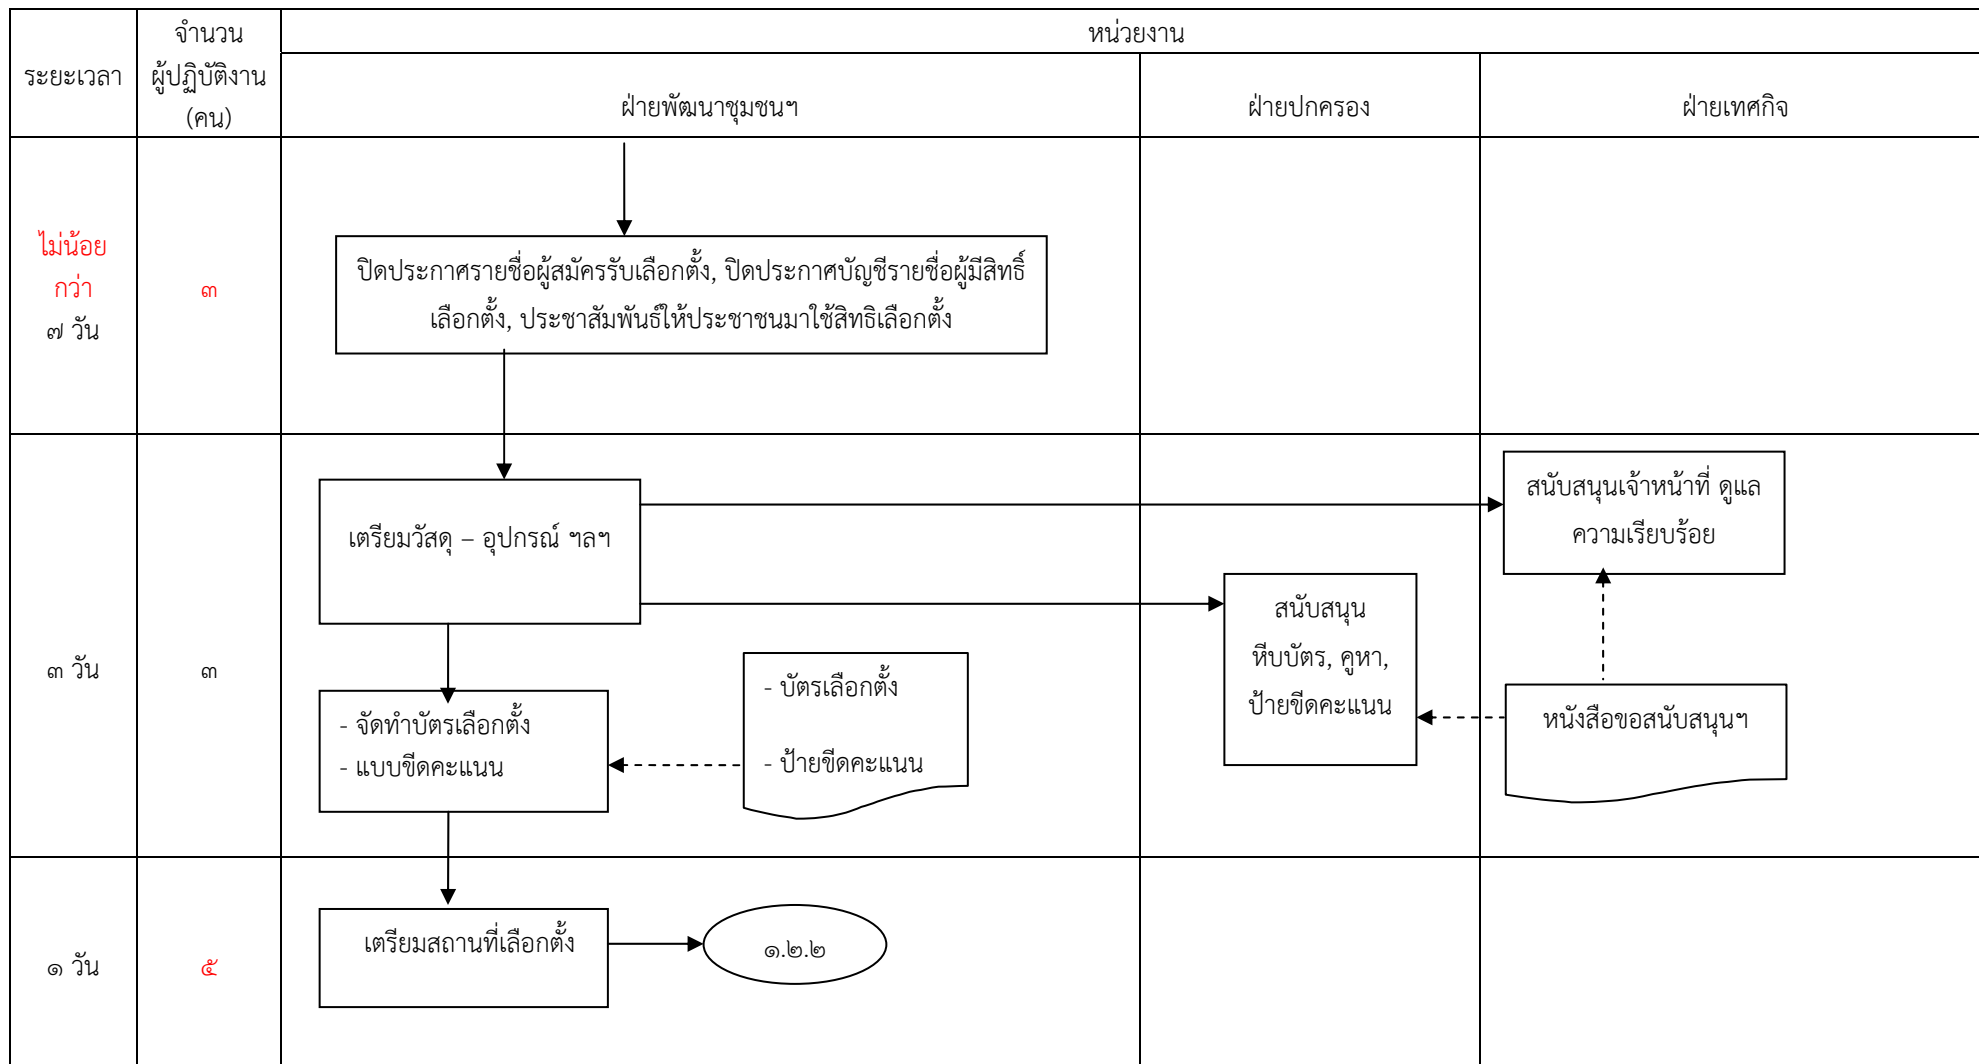 ระยะเวลา
จำนวน
ผู้ปฏิบัติงาน
(คน)
หน่วยงาน
ฝ่ายพัฒนาชุมชนฯ
ฝ่ายปกครอง
ฝ่ายเทศกิจ
ไม่น้อย
กว่า
๗ วัน
๓
ปิดประกาศรายชื่อผู้สมัครรับเลือกตั้ง, ปิดประกาศบัญชีรายชื่อผู้มีสิทธิ์
เลือกตั้ง, ประชาสัมพันธ์ให้ประชาชนมาใช้สิทธิเลือกตั้ง
๓ วัน
๓
เตรียมวัสดุ – อุปกรณ์ ฯลฯ
- จัดทำบัตรเลือกตั้ง
- แบบขีดคะแนน
- บัตรเลือกตั้ง
- ป้ายขีดคะแนน
สนับสนุน
หีบบัตร, คูหา,
ป้ายขีดคะแนน
สนับสนุนเจ้าหน้าที่ ดูแล
ความเรียบร้อย
หนังสือขอสนับสนุนฯ
๑ วัน
๕
เตรียมสถานที่เลือกตั้ง
๑.๒.๒